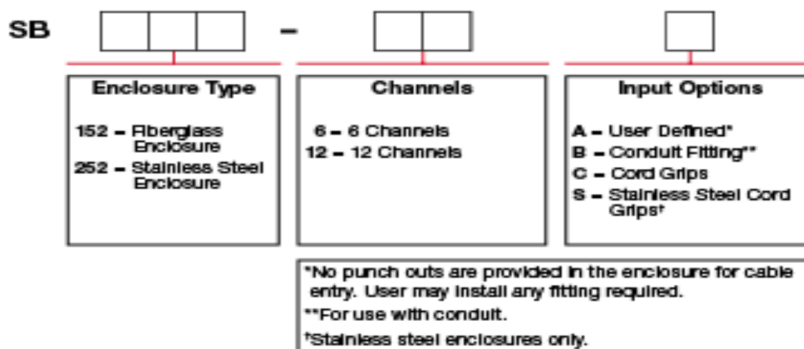 SB –
Enclosure Type Channels Input Options
152 – Fiberglass
Enclosure
252 – Stainless Steel
Enclosure
6 – 6 Channels
12 – 12 Channels
A – User Defined*
B – Conduit Fitting**
C – Cord Grips
S – Stainless Steel Cord
Grips†
*No punch outs are provided in the enclosure for cable
entry. User may install any fitting required.
**For use with conduit.
†Stainless steel enclosures only.